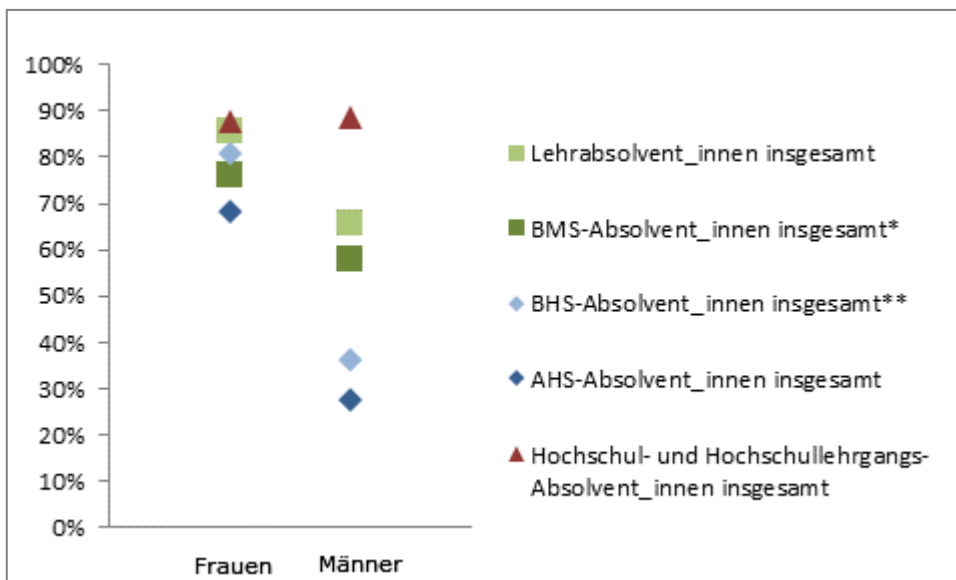 100%
90%
80%
70%
60%
50%
40%
30%
20%
10%
0%
Frauen
Männer
Lehrabsolvent_innen insgesamt
BMS-Absolvent_innen insgesamt*
BHS-Absolvent_innen insgesamt**
AHS-Absolvent_innen insgesamt
Hochschul- und Hochschullehrgangs-
Absolvent_innen insgesamt